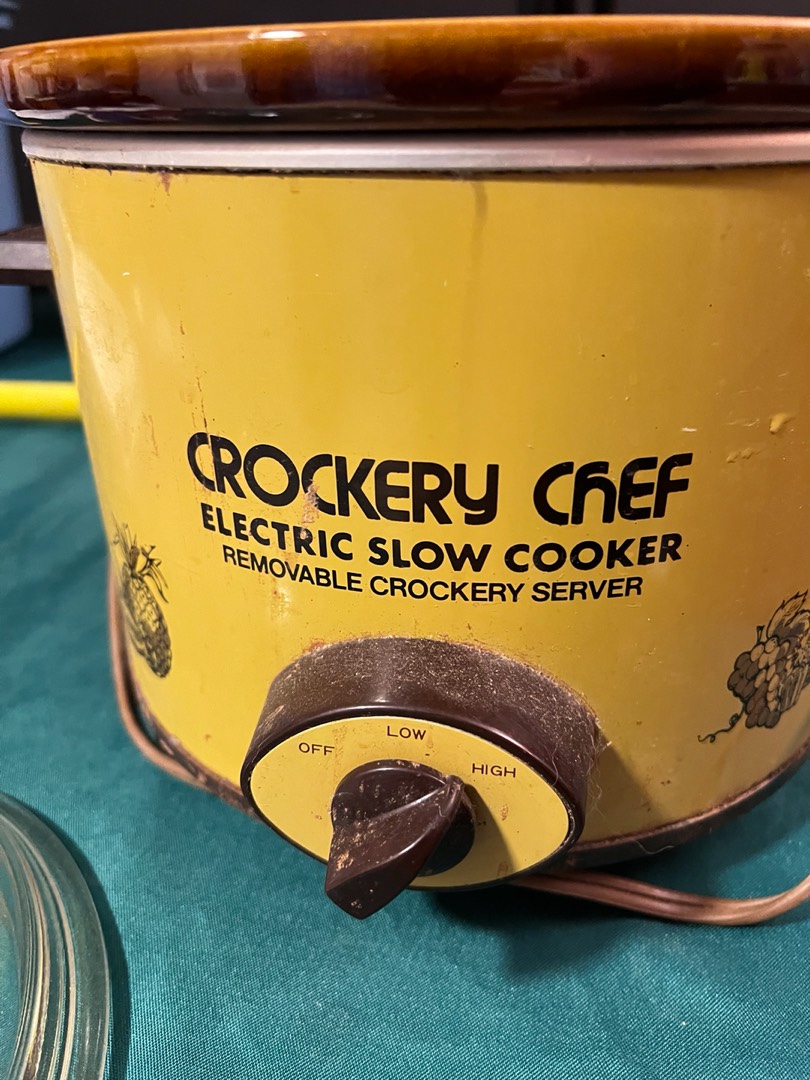 CROCKERY ChEF
ELECTRIC SLOW COOKER
REMOVABLE CROCKERY SERVER
OFF
LOW
HIGH